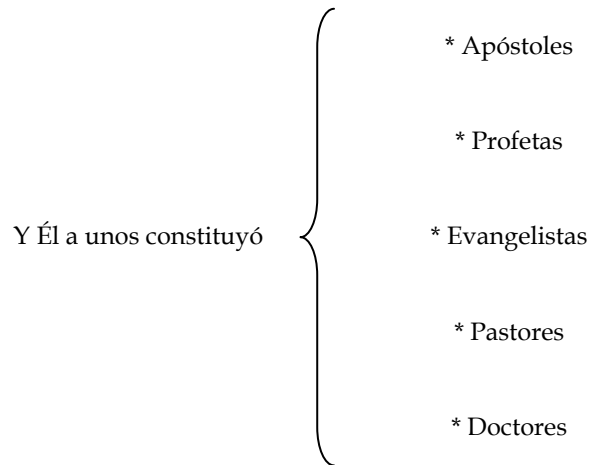 * Apóstoles
* Profetas
Y Él a unos constituyó
* Evangelistas
* Pastores
* Doctores